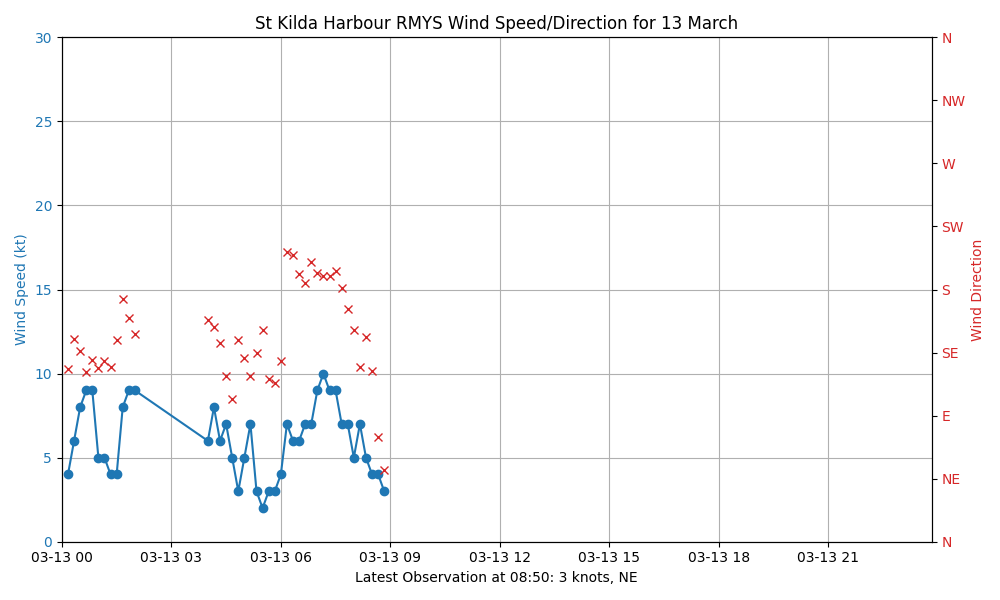 St Kilda Harbour RMYS Wind Speed/Direction for 13 March
30
25
20
15
10
5
0
Wind Speed (kt)
N
NW
W
SW
S
SE
E
NE
N
Wind Direction
03-13 00
03-13 03
03-13 06
03-13 09
03-13 12
03-13 15
03-13 18
03-13 21
Latest Observation at 08:50: 3 knots, NE